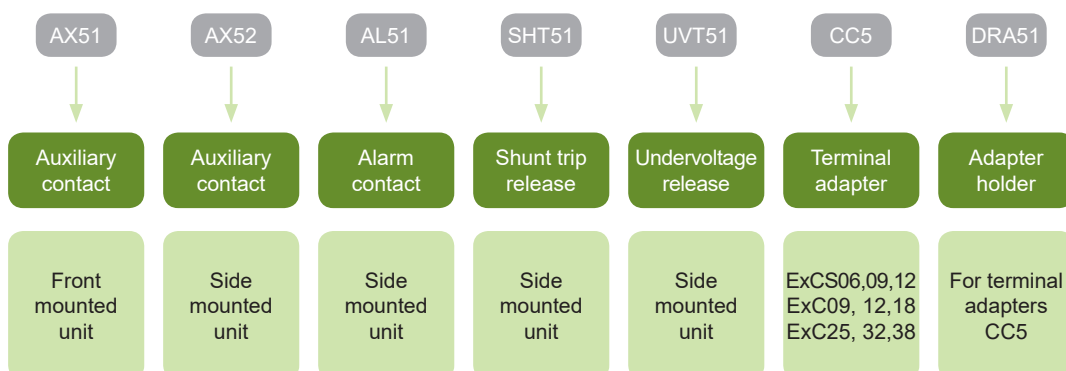 AX51
AX52
AL51
SHT51
UVT51
CC5
DRA51
Auxiliary
contact
Auxiliary
contact
Alarm
contact
Shunt trip
release
Undervoltage
release
Terminal
adapter
Adapter
holder
Front
mounted
unit
Side
mounted
unit
Side
mounted
unit
Side
mounted
unit
Side
mounted
unit
ExCS06,09,12
ExC09, 12,18
ExC25, 32,38
For terminal
adapters
CC5